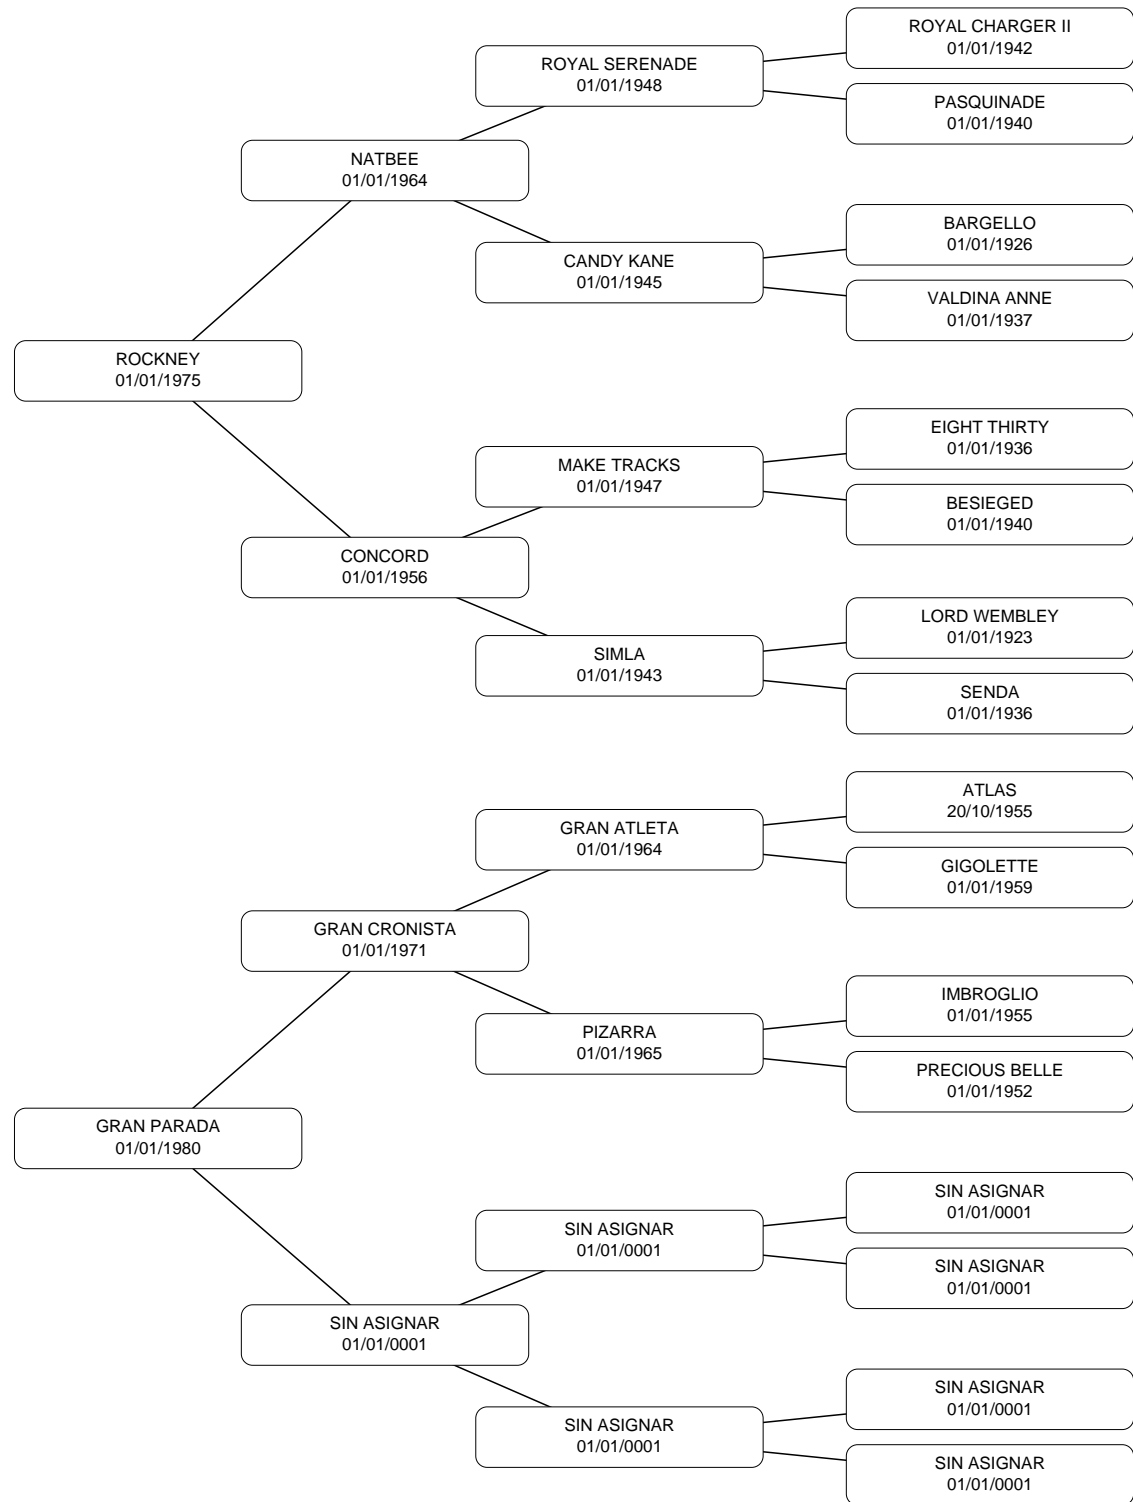 ROYAL CHARGER II
01/01/1942
ROYAL SERENADE
01/01/1948
PASQUINADE
01/01/1940
NATBEE
01/01/1964
BARGELLO
01/01/1926
CANDY KANE
01/01/1945
VALDINA ANNE
01/01/1937
ROCKNEY
01/01/1975
EIGHT THIRTY
01/01/1936
MAKE TRACKS
01/01/1947
BESIEGED
01/01/1940
CONCORD
01/01/1956
LORD WEMBLEY
01/01/1923
SIMLA
01/01/1943
SENDA
01/01/1936
ATLAS
20/10/1955
GRAN ATLETA
01/01/1964
GIGOLETTE
01/01/1959
GRAN CRONISTA
01/01/1971
IMBROGLIO
01/01/1955
PIZARRA
01/01/1965
PRECIOUS BELLE
01/01/1952
GRAN PARADA
01/01/1980
SIN ASIGNAR
01/01/0001
SIN ASIGNAR
01/01/0001
SIN ASIGNAR
01/01/0001
SIN ASIGNAR
01/01/0001
SIN ASIGNAR
01/01/0001
SIN ASIGNAR
01/01/0001
SIN ASIGNAR
01/01/0001